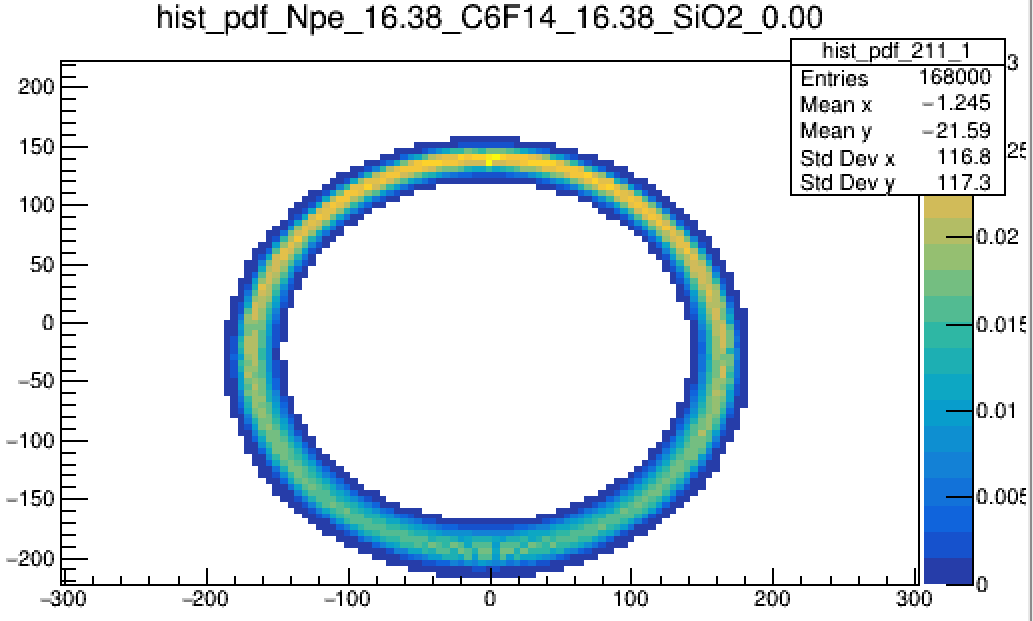 hist_pdf_Npe_16.38_C6F14_16.38_SiO2_0.00
hist_pdf_211_1
Entries 168000
Mean x −1.245
Mean y −21.59
Std Dev x 116.8
Std Dev y 117.3
200
150
100
50
0
−50
−100
−150
−200
−300 −200 −100 0 100 200 300
3
25
0.02
0.015
0.01
0.005
0